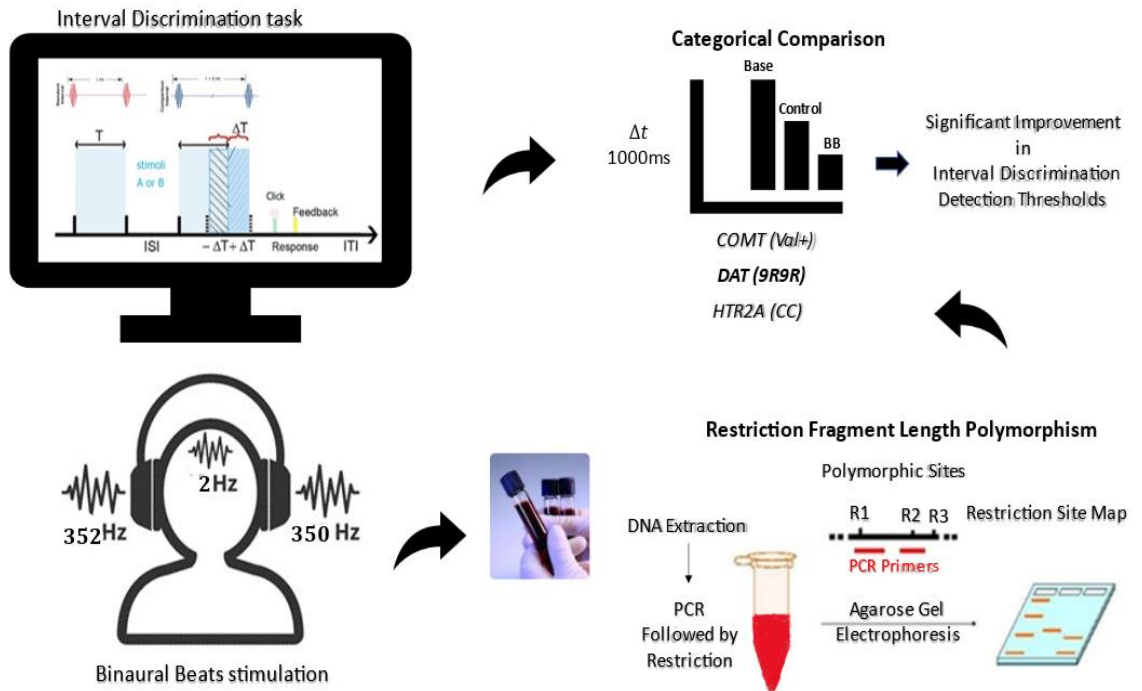 Interval Discrimination task
T
ΔT
stimuli
A or B
Click
Feedback
ISI
− ΔT + ΔT
Response
ITI
Categorical Comparison
Base
Control
BB
Δt
1000ms
COMT (Val+)
DAT (9R9R)
HTR2A (CC)
Significant Improvement
in
Interval Discrimination
Detection Thresholds
2Hz
352Hz
350 Hz
Binaural Beats stimulation
Restriction Fragment Length Polymorphism
Polymorphic Sites
DNA Extraction
R1
R2
R3
Restriction Site Map
PCR Primers
PCR
Followed by
Restriction
Agarose Gel
Electrophoresis